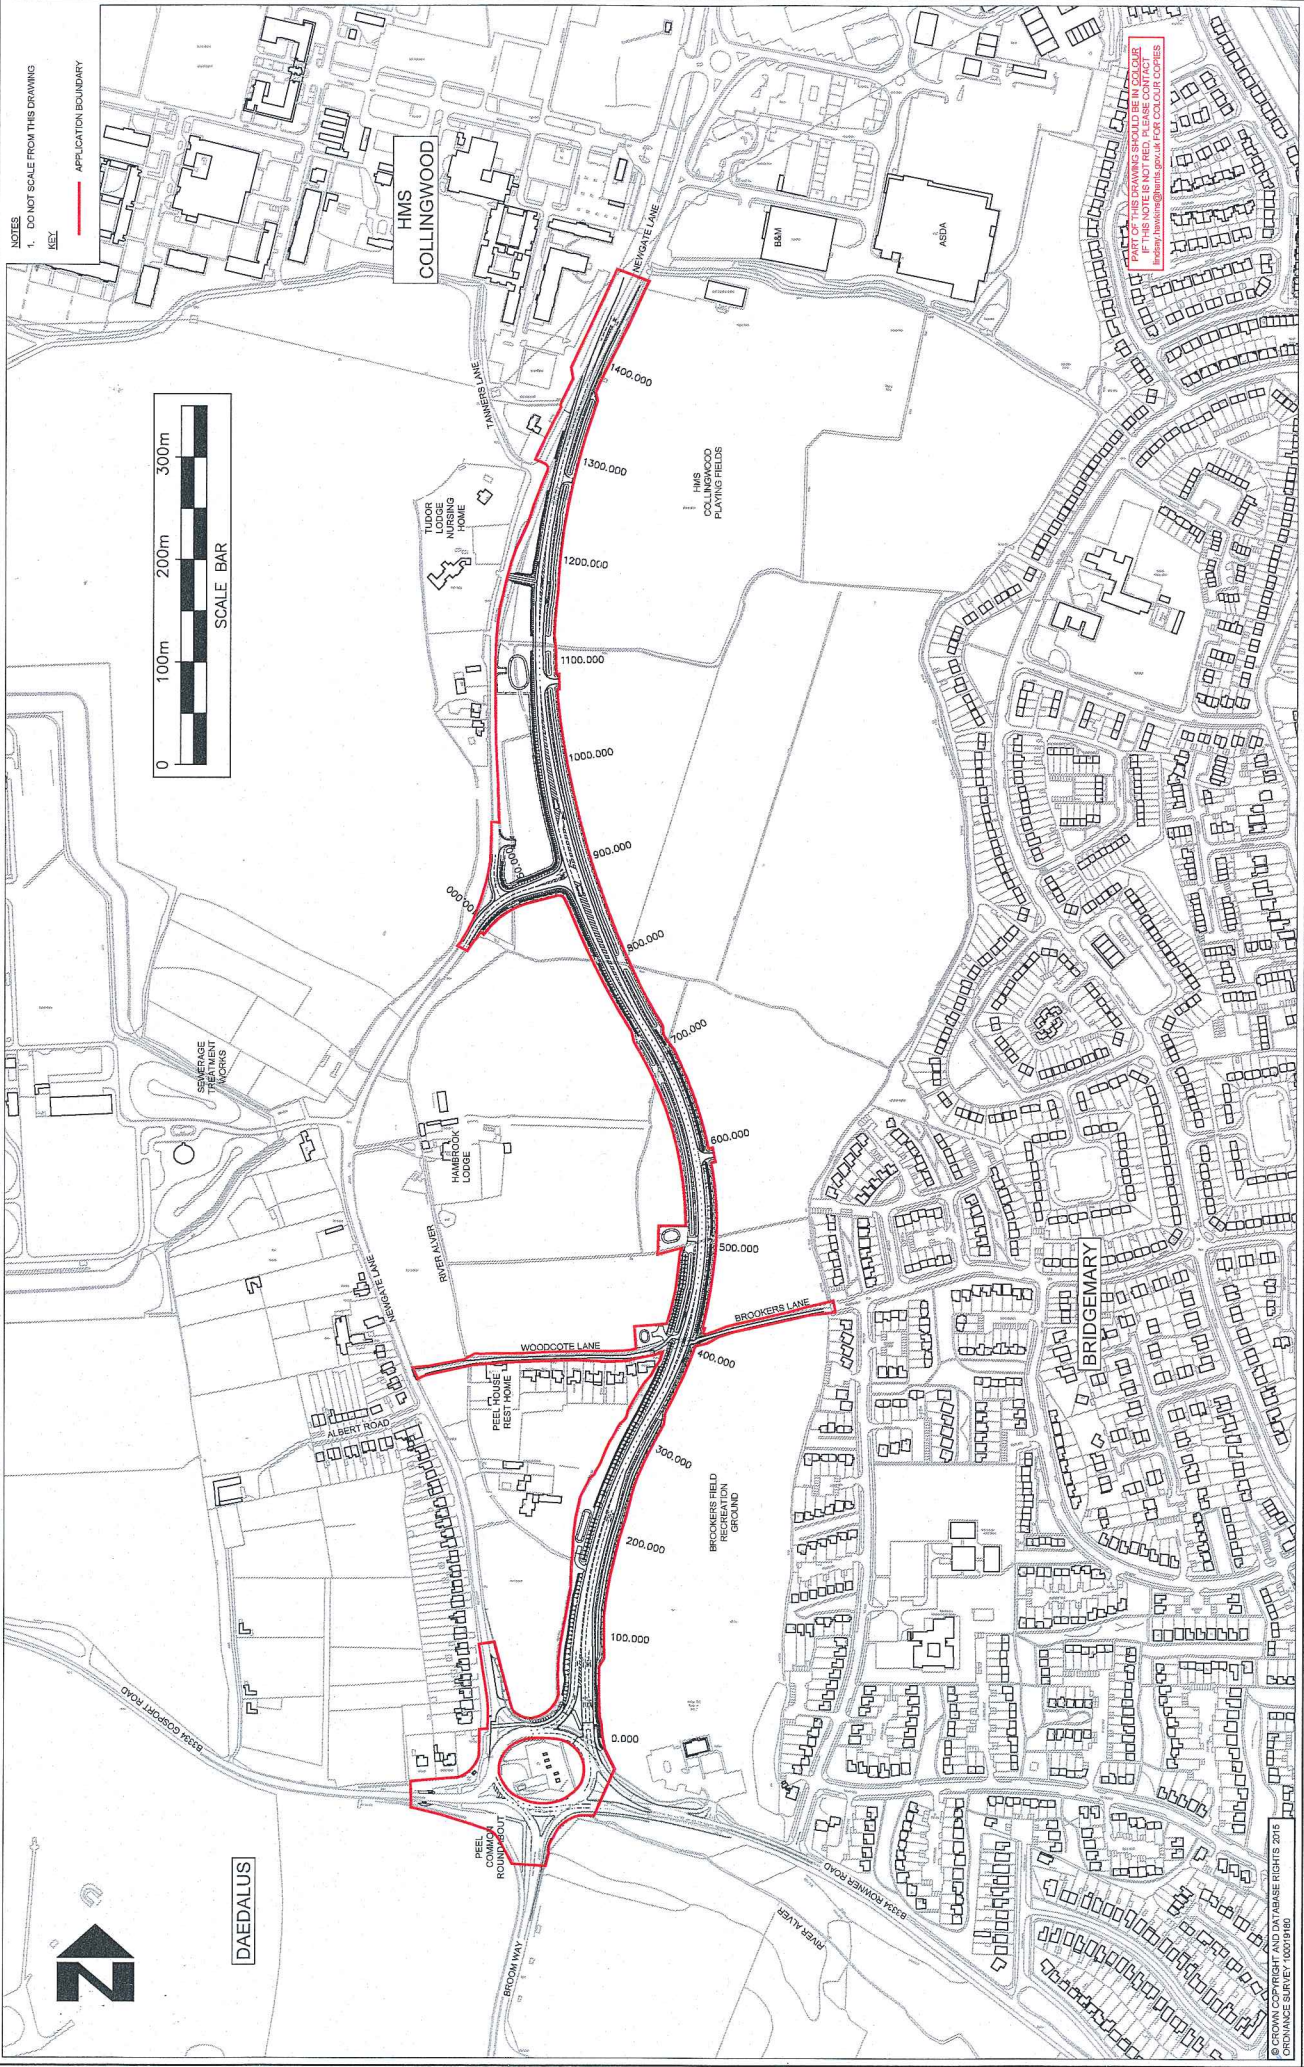 NOTES
1. DO NOT SCALE FROM THIS DRAWING
KEY
APPLICATION BOUNDARY
HMS
COLLINGWOOD
PART OF THIS DRAWING SHOULD BE IN COLOUR
IF THIS NOTE IS NOT RED, PLEASE CONTACT
lindsay.hawkins@hants.gov.uk FOR COLOUR COPIES
0
100m
200m
300m
SCALE BAR
NEWGATE LANE
B&M
ASDA
TANNERS LANE
TUDOR
LODGE
NURSING
HOME
HMS
COLLINGWOOD
PLAYING FIELDS
1400.000
1300.000
1200.000
1100.000
1000.000
900.000
800.000
700.000
600.000
500.000
400.000
300.000
200.000
100.000
0.000
SEWERAGE
TREATMENT
WORKS
HAMBROOK
LODGE
RIVER ALVER
NEWGATE LANE
WOODCOTE LANE
BROOKERS LANE
PEEL HOUSE
REST HOME
ALBERT ROAD
BRIDGEMARY
BROOKERS FIELD
RECREATION
GROUND
B3334 GOSPORT ROAD
PEEL
COMMON
ROUNDABOUT
DAEDALUS
N
BROOM WAY
RIVER ALVER
B3334 ROWNER ROAD
© CROWN COPYRIGHT AND DATABASE RIGHTS 2015
ORDNANCE SURVEY 100019180